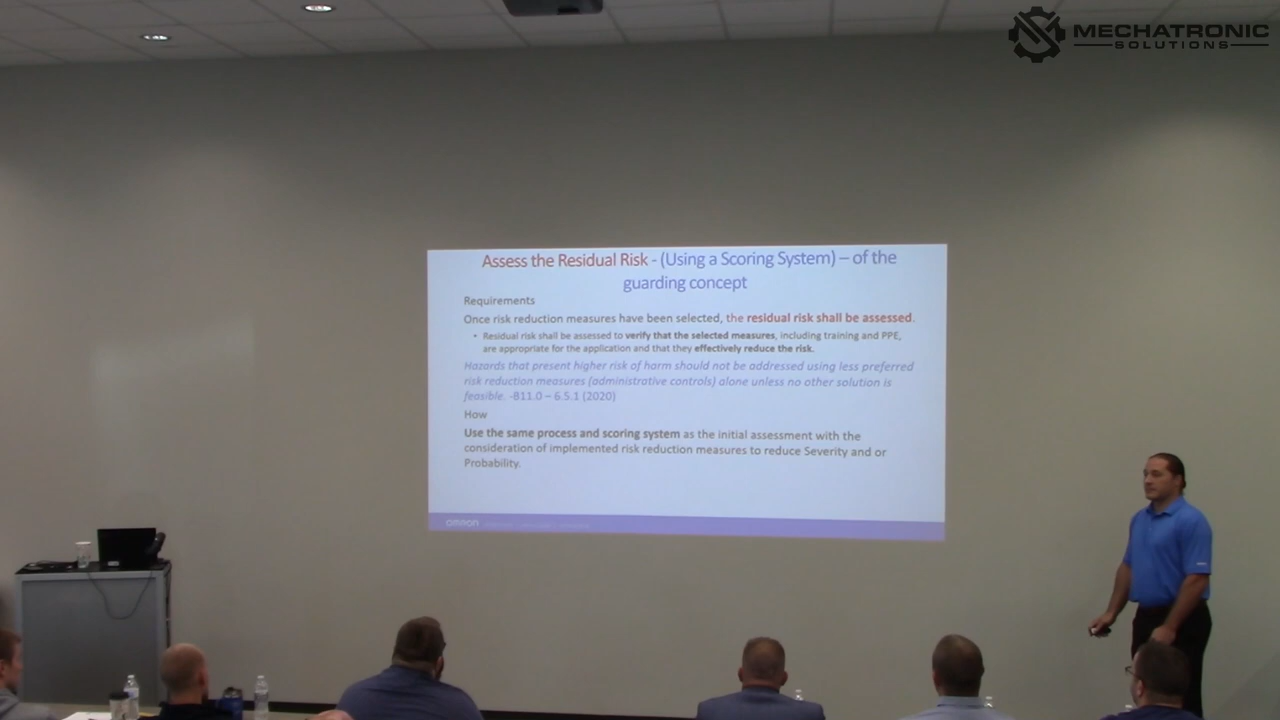 MECHATRONIC
SOLUTIONS
Assess the Residual Risk - (Using a Scoring System) – of the
guarding concept
Requirements
Once risk reduction measures have been selected, the residual risk shall be assessed.
• Residual risk shall be assessed to verify that the selected measures, including training and PPE,
are appropriate for the application and that they effectively reduce the risk.
Hazards that present higher risk of harm should not be addressed using less preferred
risk reduction measures (administrative controls) alone unless no other solution is
feasible. -B11.0 – 6.5.1 (2020)
How
Use the same process and scoring system as the initial assessment with the
consideration of implemented risk reduction measures to reduce Severity and or
Probability.
OMRON